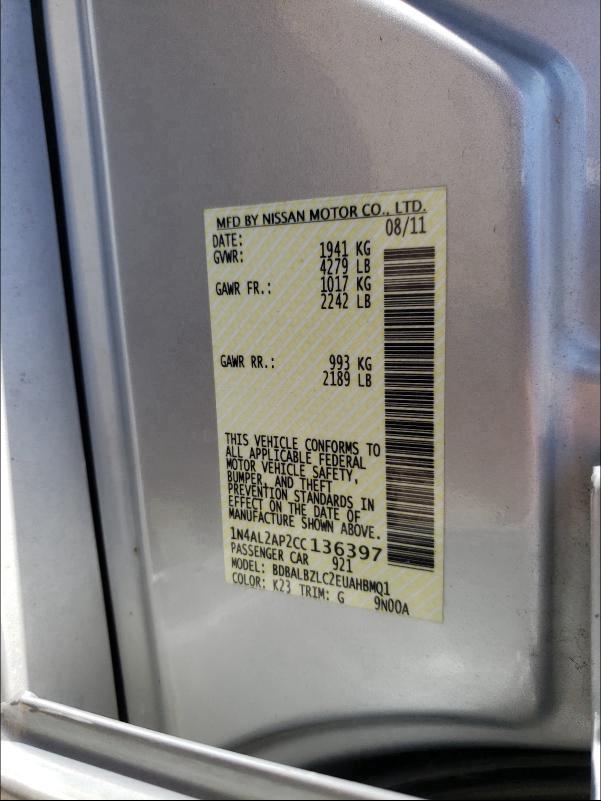 MFD BY NISSAN MOTOR CO., LTD.
DATE: 08/11
GVWR: 1941 KG
4279 LB
GAWR FR.: 1017 KG
2242 LB
GAWR RR.: 993 KG
2189 LB
THIS VEHICLE CONFORMS TO
ALL APPLICABLE FEDERAL
MOTOR VEHICLE SAFETY,
BUMPER, AND THEFT
PREVENTION STANDARDS IN
EFFECT ON THE DATE OF
MANUFACTURE SHOWN ABOVE.
1N4AL2AP2CC136397
PASSENGER CAR 921
MODEL: BDBALBZLC2EUAHBMQ1
COLOR: K23 TRIM: G 9N00A